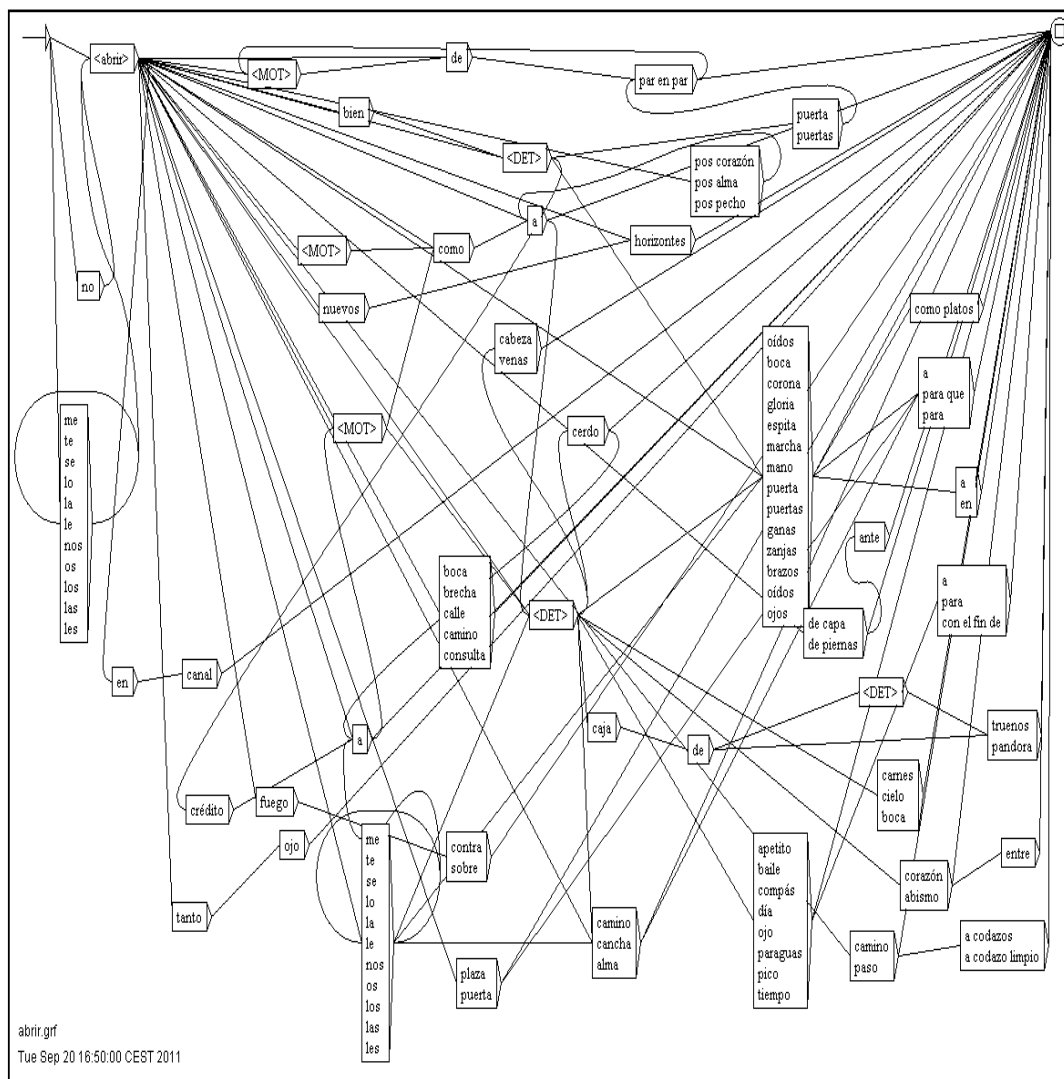 <abrir>
<MOT>
de
par en par
bien
puerta
puertas
<DET>
pos corazón
pos alma
pos pecho
a
<MOT>
como
horizontes
no
nuevos
como platos
cabeza
venas
oídos
boca
corona
gloria
espita
marcha
mano
puerta
puertas
ganas
zanjas
brazos
oídos
ojos
a
para que
para
me
te
se
lo
la
le
nos
os
los
las
les
<MOT>
cerdo
a
en
ante
boca
brecha
calle
camino
consulta
<DET>
de capa
de piernas
a
para
con el fin de
en
canal
<DET>
a
caja
de
truenos
pandora
carnes
cielo
boca
crédito
fuego
ojo
me
te
se
lo
la
le
nos
os
los
las
les
contra
sobre
apetito
baile
compás
día
ojo
paraguas
pico
tiempo
corazón
abismo
entre
tanto
camino
cancha
alma
camino
paso
a codazos
a codazo limpio
plaza
puerta
abrir.grf
Tue Sep 20 16:50:00 CEST 2011